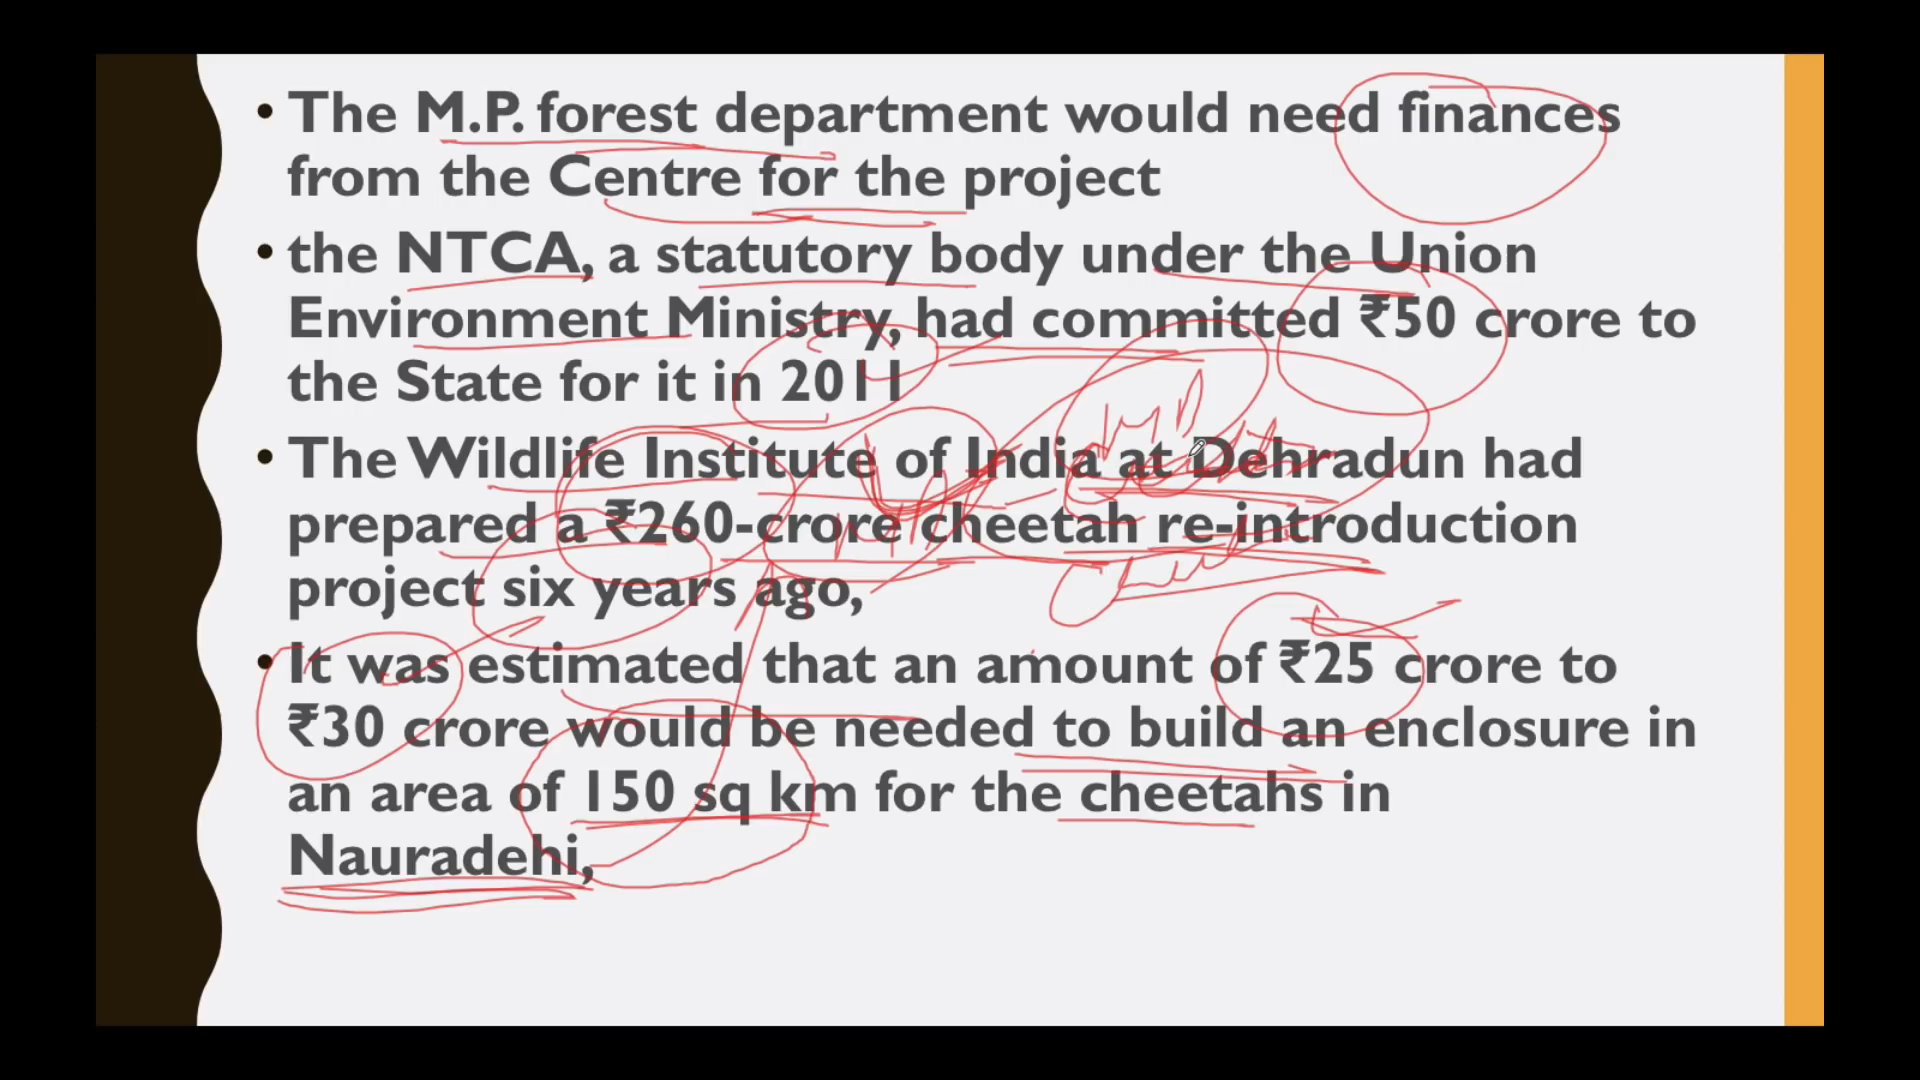 • The M.P. forest department would need finances
from the Centre for the project
• the NTCA, a statutory body under the Union
Environment Ministry, had committed ₹50 crore to
the State for it in 2011
• The Wildlife Institute of India at Dehradun had
prepared a ₹260-crore cheetah re-introduction
project six years ago,
• It was estimated that an amount of ₹25 crore to
₹30 crore would be needed to build an enclosure in
an area of 150 sq km for the cheetahs in
Nauradehi,